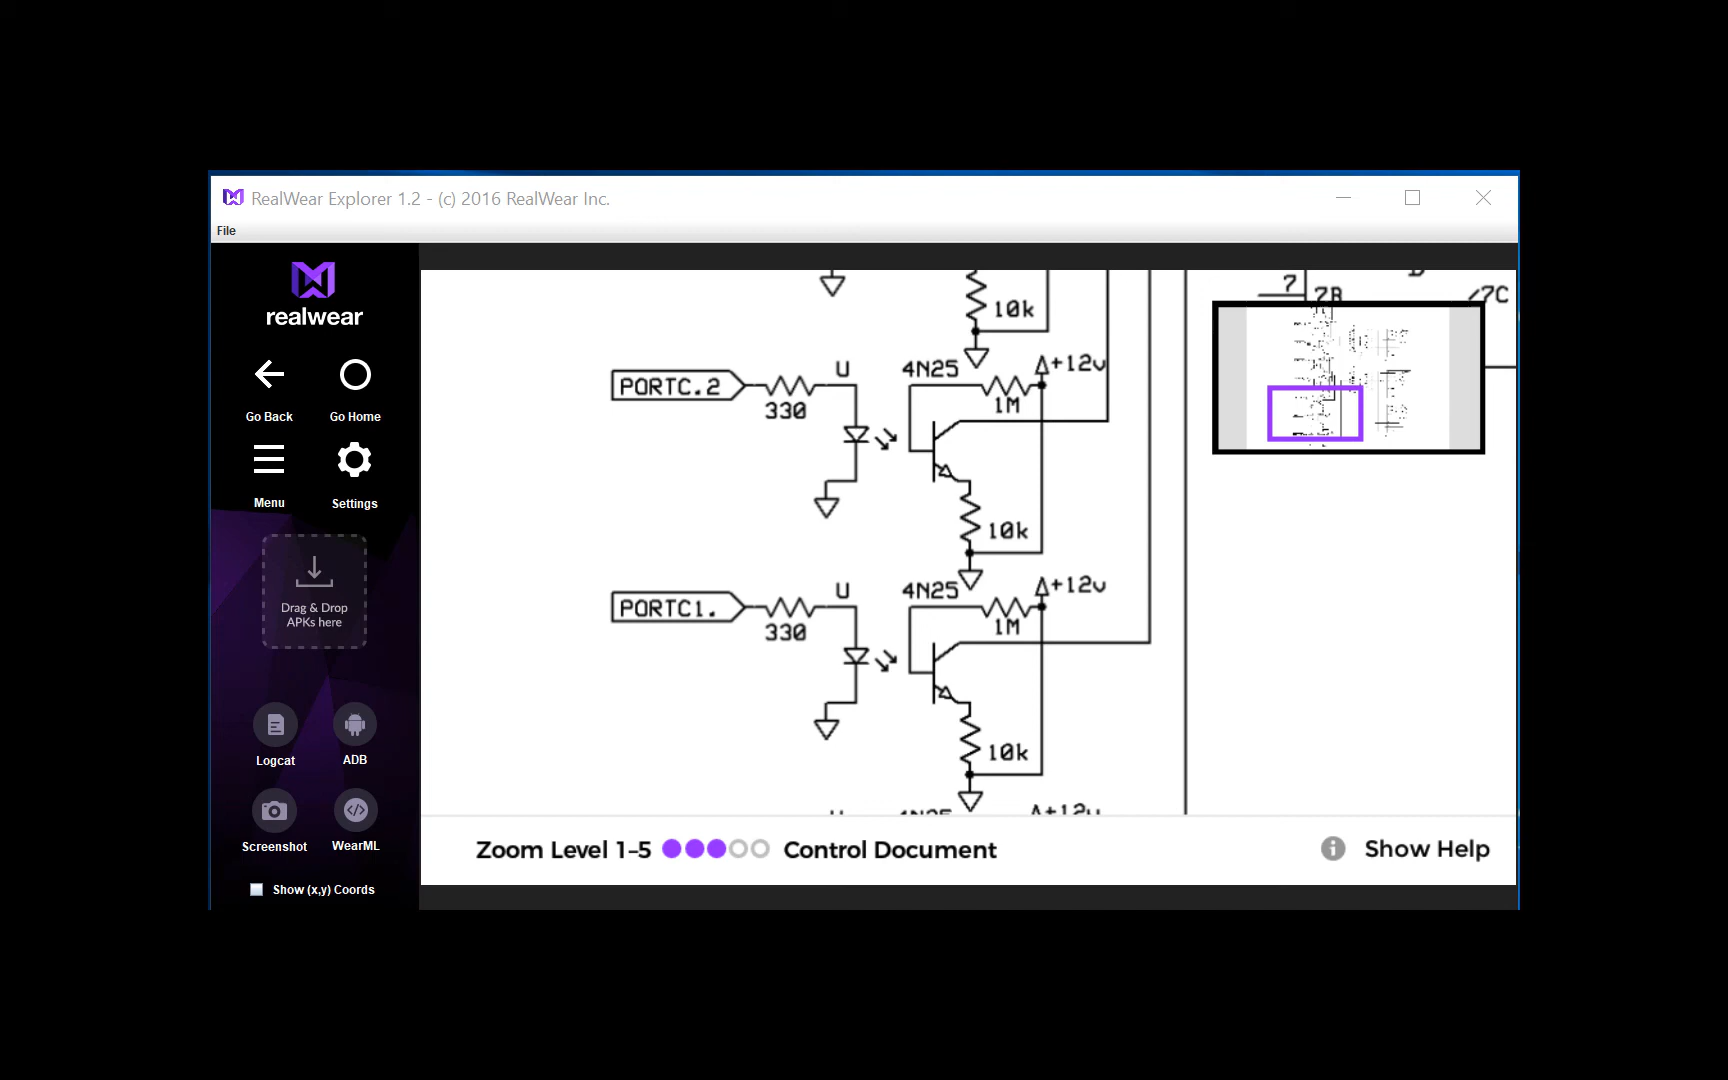 RealWear Explorer 1.2 - (c) 2016 RealWear Inc.
File
realwear
Go Back
Go Home
Menu
Settings
Drag & Drop
APKs here
Logcat
ADB
Screenshot
WearML
Show (x,y) Coords
10k
7
7B
/7C
PORTC.2
330
U
4N25
+12v
1M
10k
PORTC1.
330
U
4N25
+12v
1M
10k
Zoom Level 1-5
Control Document
Show Help